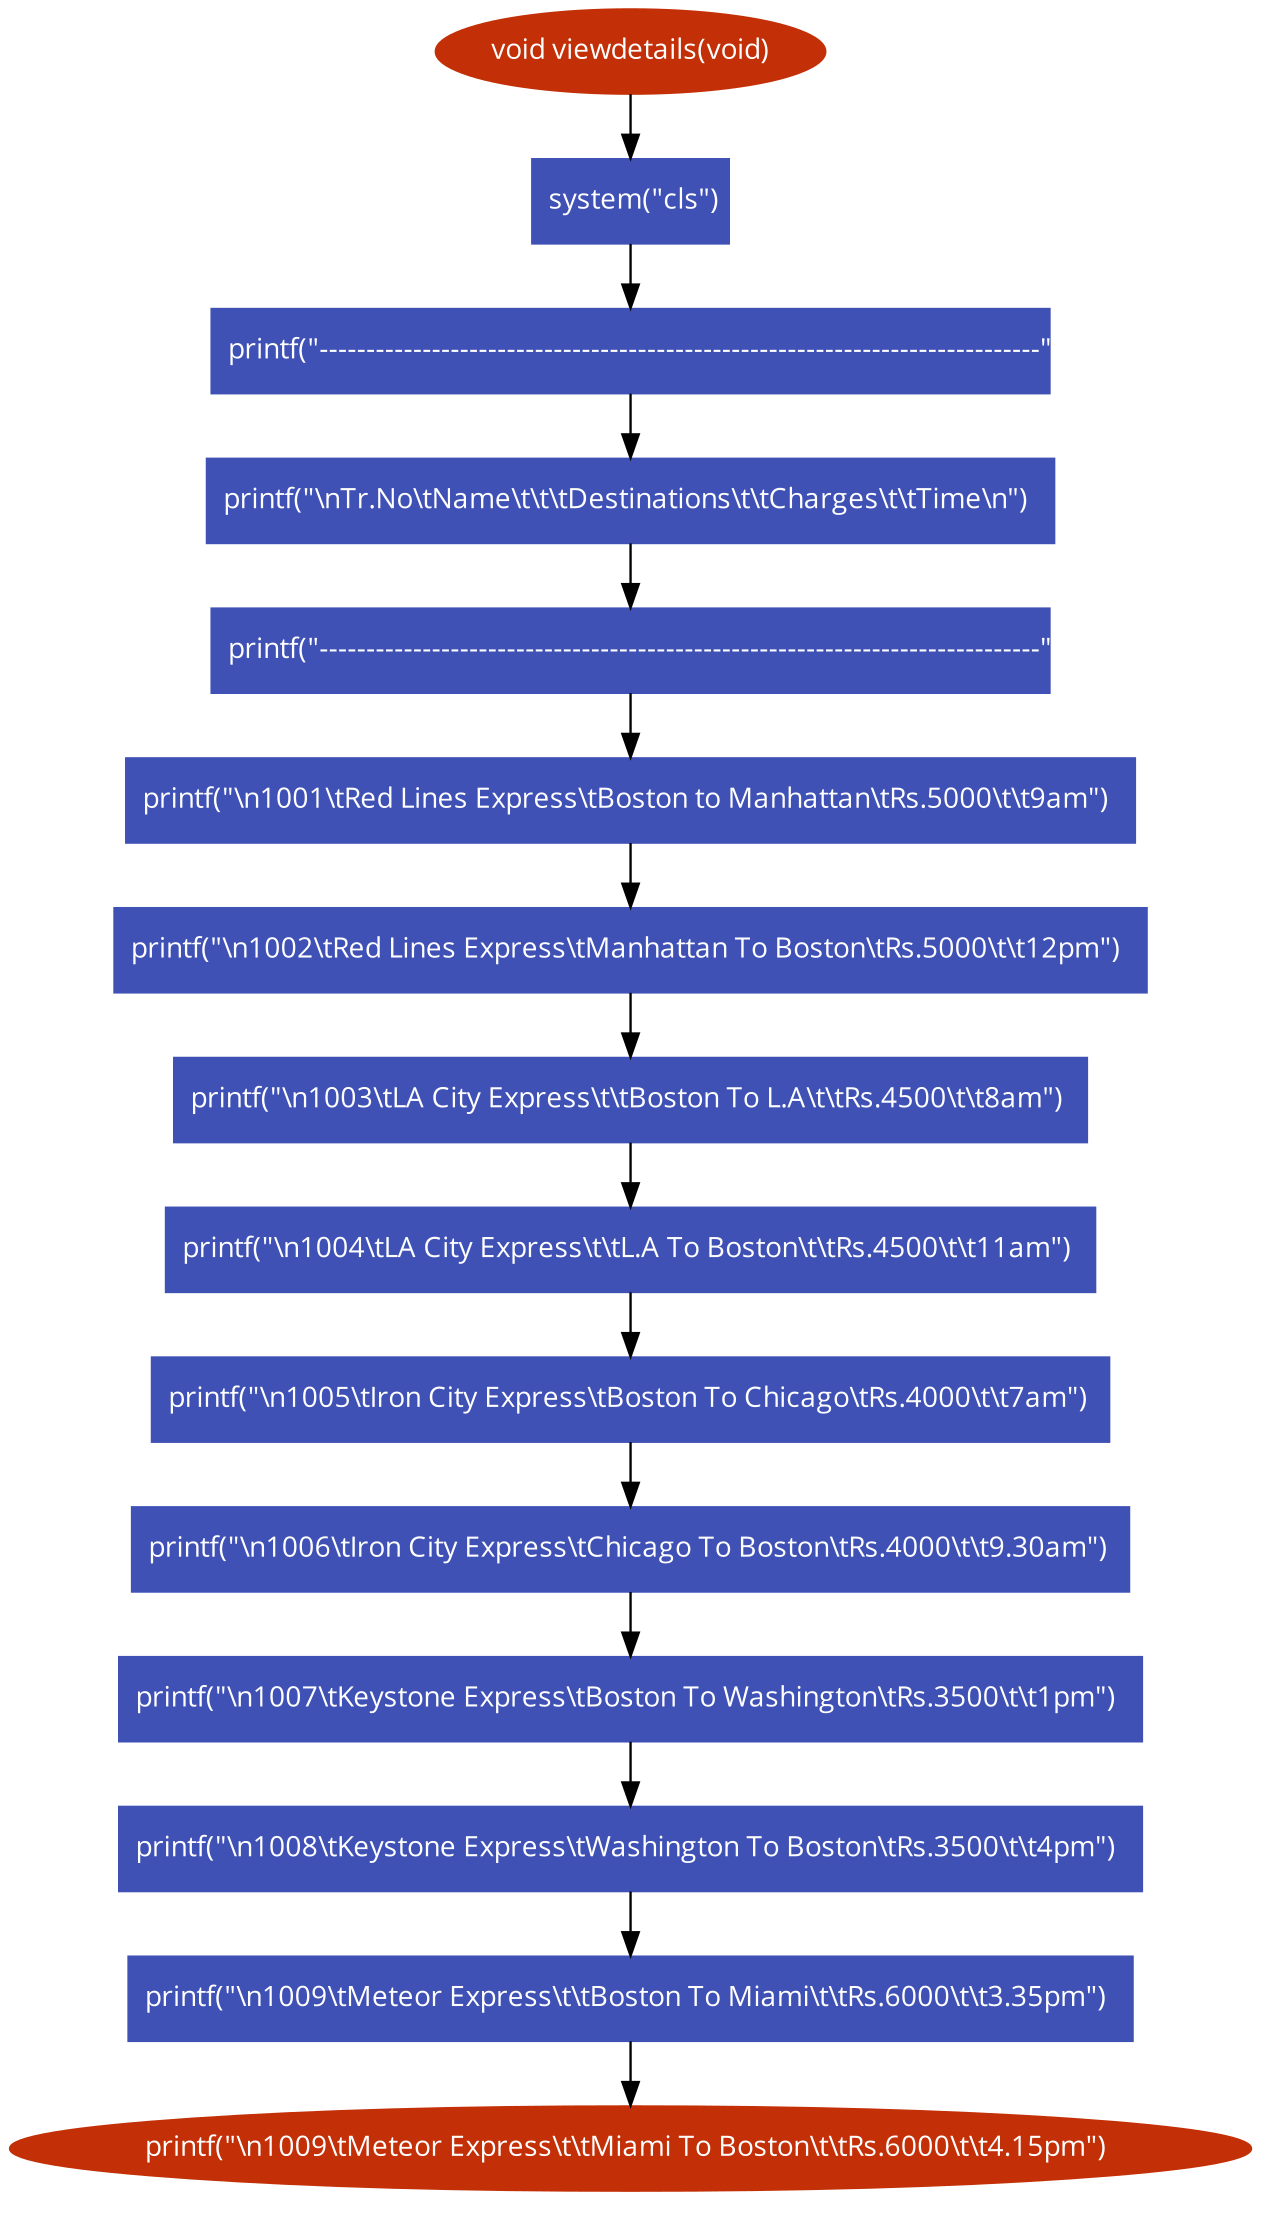 void viewdetails(void)
system("cls")
printf("-----------------------------------------------------------------------------"
printf("\nTr.No\tName\t\t\tDestinations\t\tCharges\t\tTime\n")
printf("-----------------------------------------------------------------------------"
printf("\n1001\tRed Lines Express\tBoston to Manhattan\tRs.5000\t\t9am")
printf("\n1002\tRed Lines Express\tManhattan To Boston\tRs.5000\t\t12pm")
printf("\n1003\tLA City Express\t\tBoston To L.A\t\tRs.4500\t\t8am")
printf("\n1004\tLA City Express\t\tL.A To Boston\t\tRs.4500\t\t11am")
printf("\n1005\tIron City Express\tBoston To Chicago\tRs.4000\t\t7am")
printf("\n1006\tIron City Express\tChicago To Boston\tRs.4000\t\t9.30am")
printf("\n1007\tKeystone Express\tBoston To Washington\tRs.3500\t\t1pm")
printf("\n1008\tKeystone Express\tWashington To Boston\tRs.3500\t\t4pm")
printf("\n1009\tMeteor Express\t\tBoston To Miami\t\tRs.6000\t\t3.35pm")
printf("\n1009\tMeteor Express\t\tMiami To Boston\t\tRs.6000\t\t4.15pm")